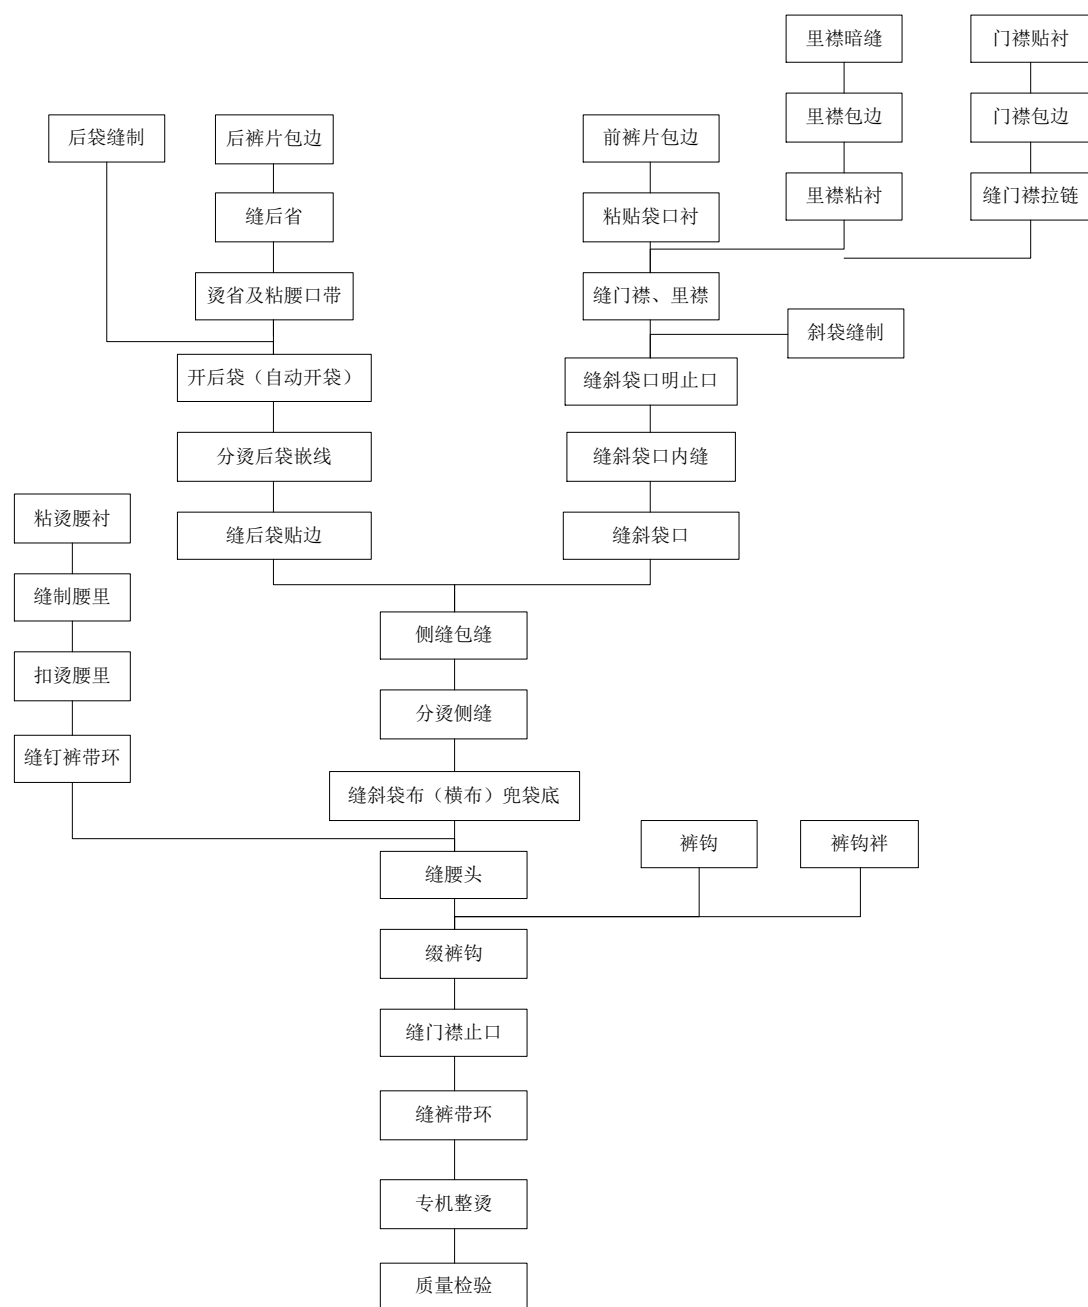 里襟暗缝
门襟贴衬
里襟包边
门襟包边
后袋缝制
后裤片包边
前裤片包边
里襟粘衬
缝门襟拉链
缝后省
粘贴袋口衬
烫省及粘腰口带
缝门襟、里襟
斜袋缝制
开后袋（自动开袋）
缝斜袋口明止口
分烫后袋嵌线
缝斜袋口内缝
粘烫腰衬
缝后袋贴边
缝斜袋口
缝制腰里
侧缝包缝
扣烫腰里
分烫侧缝
缝钉裤带环
缝斜袋布（横布）兜袋底
裤钩
裤钩袢
缝腰头
缀裤钩
缝门襟止口
缝裤带环
专机整烫
质量检验